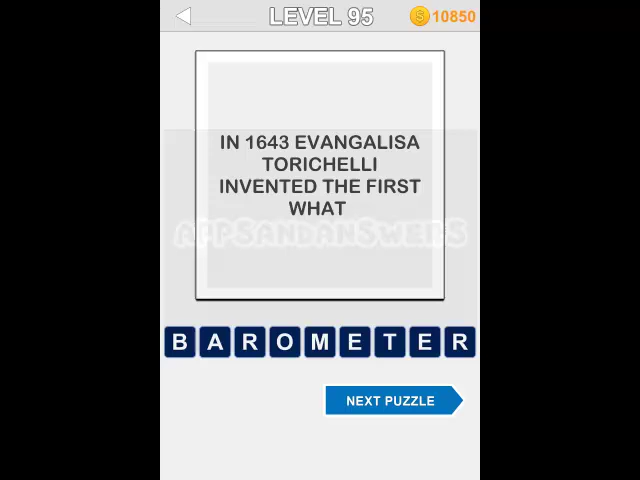 LEVEL 95
10850
IN 1643 EVANGALISA
TORICHELLI
INVENTED THE FIRST
WHAT
APPSANDANSWERS
BAROMETER
NEXT PUZZLE